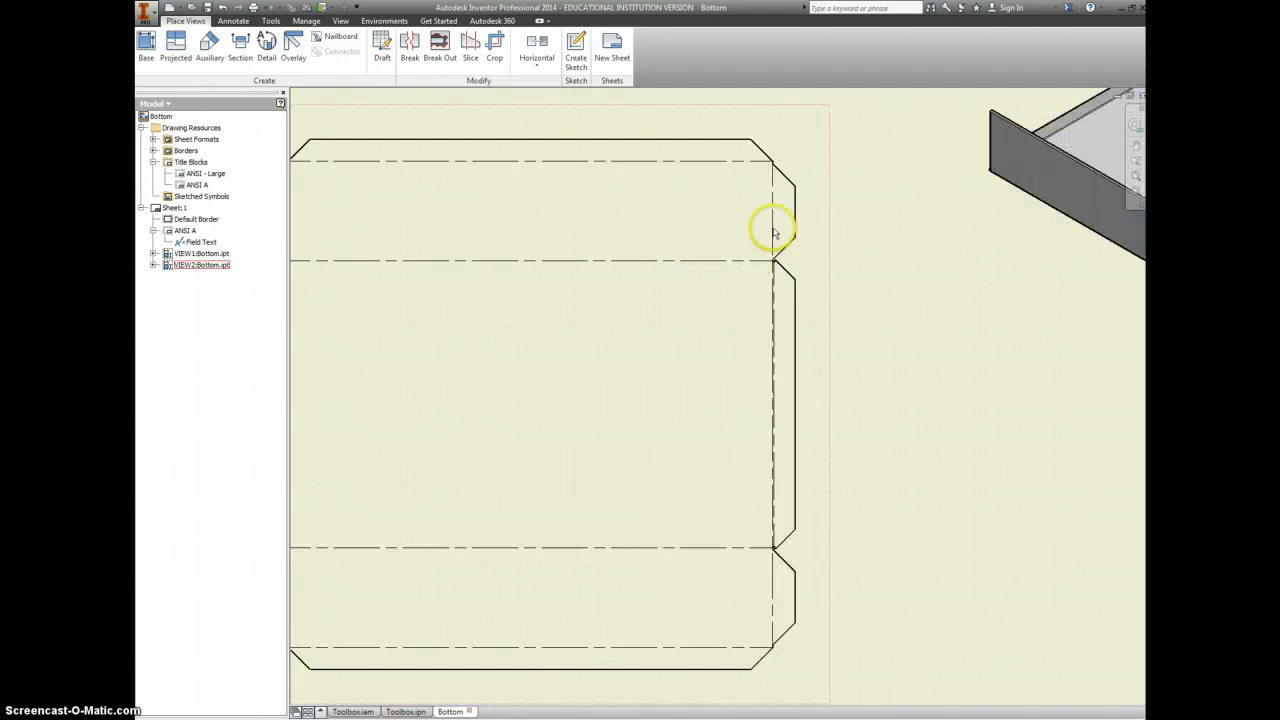 Autodesk Inventor Professional 2014 - EDUCATIONAL INSTITUTION VERSION Bottom
Type a keyword or phrase
Sign In
PRO
Place Views Annotate Tools Manage View Environments Get Started Autodesk 360
Base Projected Auxiliary Section Detail Overlay
Nailboard
Connector
Draft Break Break Out Slice Crop Horizontal Create Sketch New Sheet
Create Modify Sketch Sheets
Model
Bottom
Drawing Resources
Sheet Formats
Borders
Title Blocks
ANSI - Large
ANSI A
Sketched Symbols
Sheet:1
Default Border
ANSI A
Field Text
VIEW1:Bottom.ipt
VIEW2:Bottom.ipt
Toolbox.iam Toolbox.ipn Bottom
Screencast-O-Matic.com